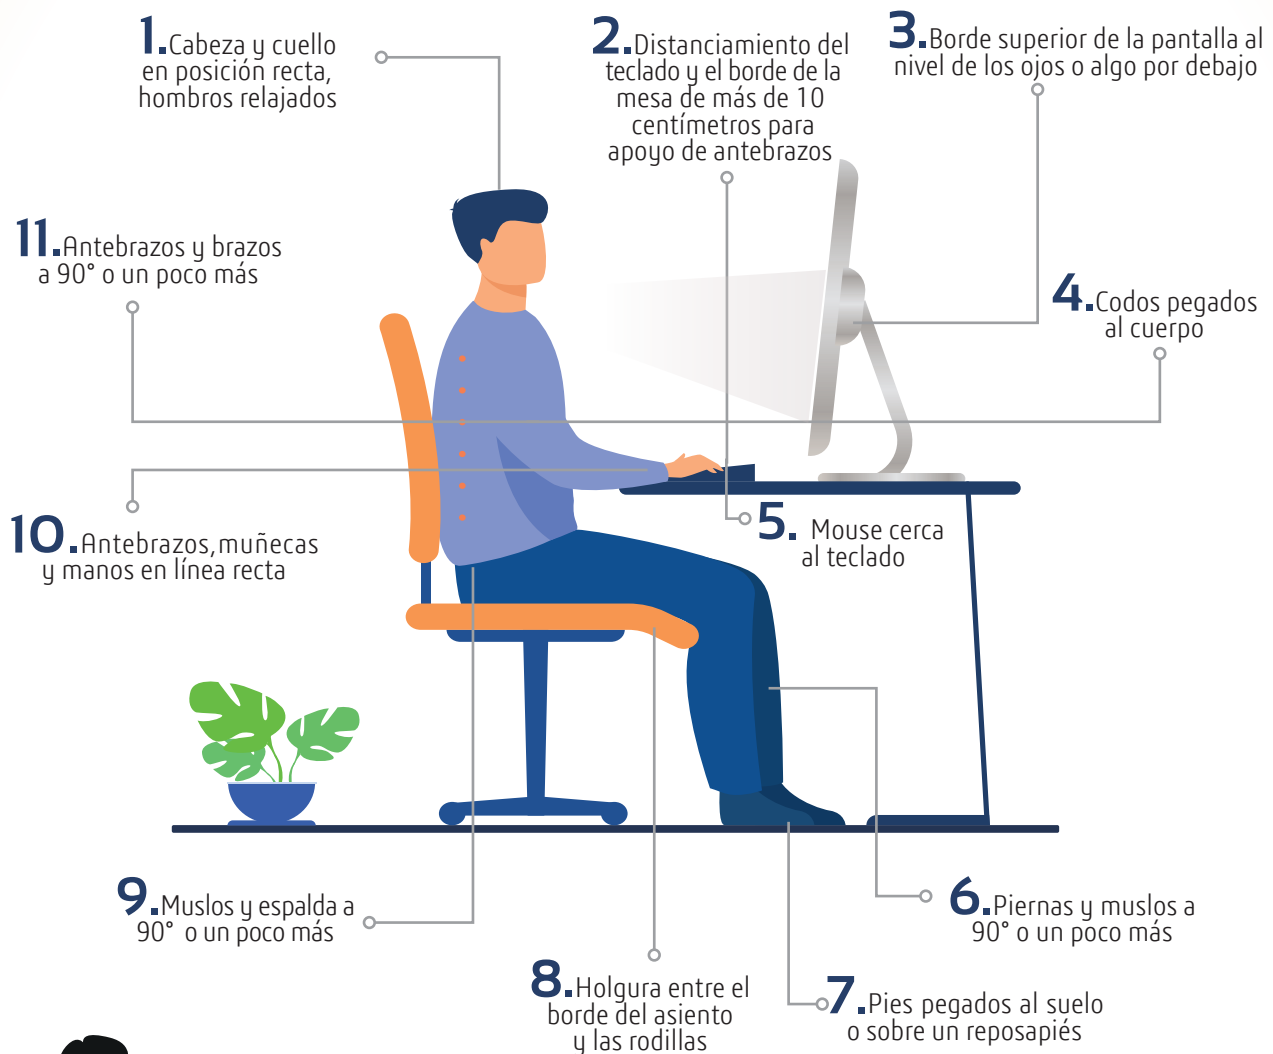 1.Cabeza y cuello
en posición recta,
hombros relajados
2.Distanciamiento del
teclado y el borde de la
mesa de más de 10
centímetros para
apoyo de antebrazos
3.Borde superior de la pantalla al
nivel de los ojos o algo por debajo
4.Codos pegados
al cuerpo
5. Mouse cerca
al teclado
6.Piernas y muslos a
90° o un poco más
7.Pies pegados al suelo
o sobre un reposapiés
8.Holgura entre el
borde del asiento
y las rodillas
9.Muslos y espalda a
90° o un poco más
10.Antebrazos, muñecas
y manos en línea recta
11.Antebrazos y brazos
a 90° o un poco más